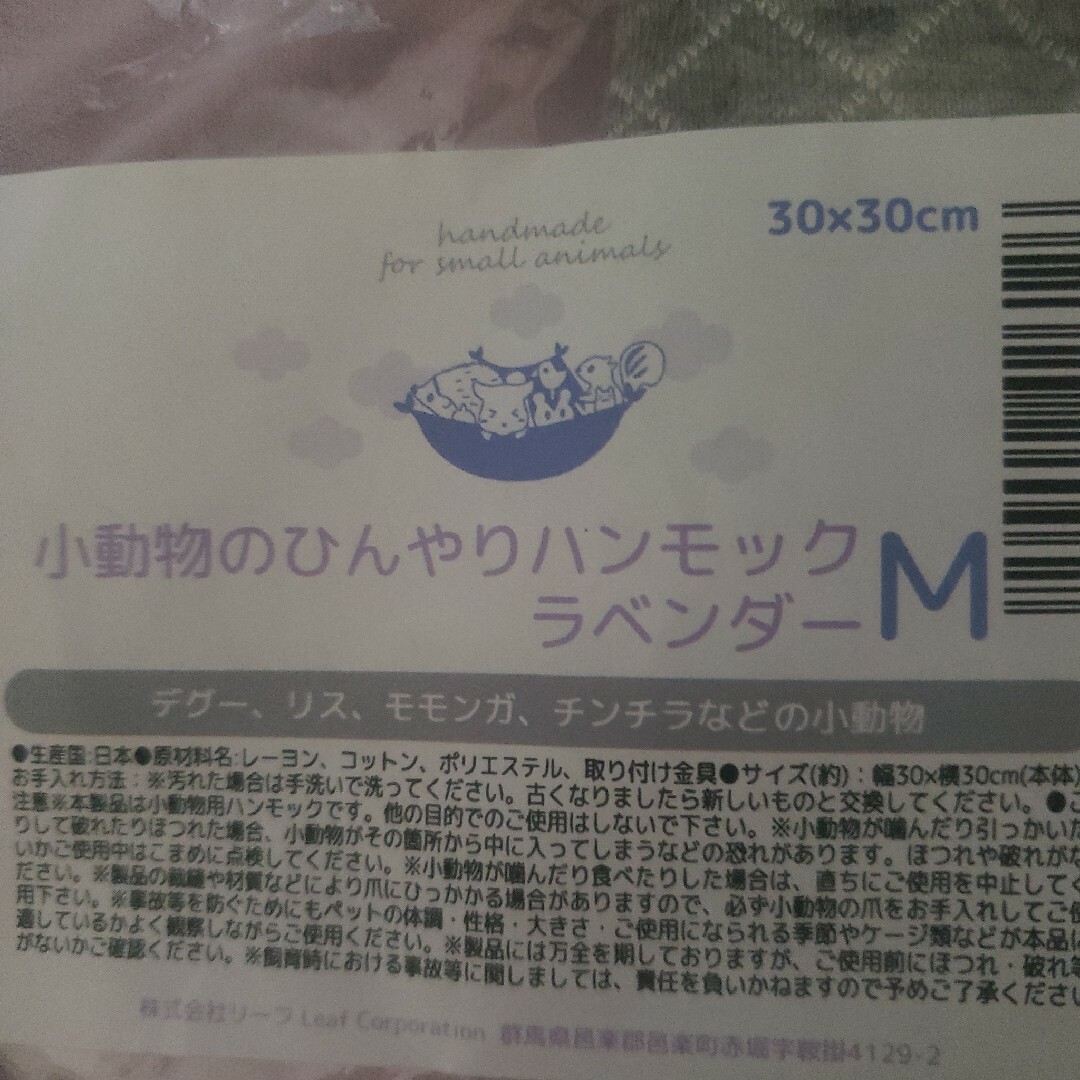 30×30cm
handmade
for small animals
小動物のひんやりハンモック
ラベンダー M
デグー、リス、モモンガ、チンチラなどの小動物
●生産国:日本●原材料名:レーヨン、コットン、ポリエステル、取り付け金具●サイズ(約)：幅30×横30cm(本体)
お手入れ方法：※汚れた場合は手洗いで洗ってください。古くなりましたら新しいものと交換してください。●ご
注意※本製品は小動物用ハンモックです。他の目的でのご使用はしないで下さい。※小動物が噛んだり引っかいた
りして破れたりほつれた場合、小動物がその箇所から中に入ってしまうなどの恐れがあります。ほつれや破れがな
いかご使用中はこまめに点検してください。※小動物が噛んだり食べたりした場合は、直ちにご使用を中止してく
ださい。※製品の裁縫や材質などにより爪にひっかかる場合がありますので、必ず小動物の爪をお手入れしてご使
用下さい。※事故等を防ぐためにもペットの体調・性格・大きさ・ご使用になられる季節やケージ類などが本品に
適しているかよく観察しながらご使用ください。※製品には万全を期しておりますが、ご使用前にほつれ・破れ等
がないかご確認ください。※飼育時における事故等に関しましては、責任を負いかねますので予めご了承ください
株式会社リーフ Leaf Corporation 群馬県邑楽郡邑楽町赤堀字鞍掛4129-2